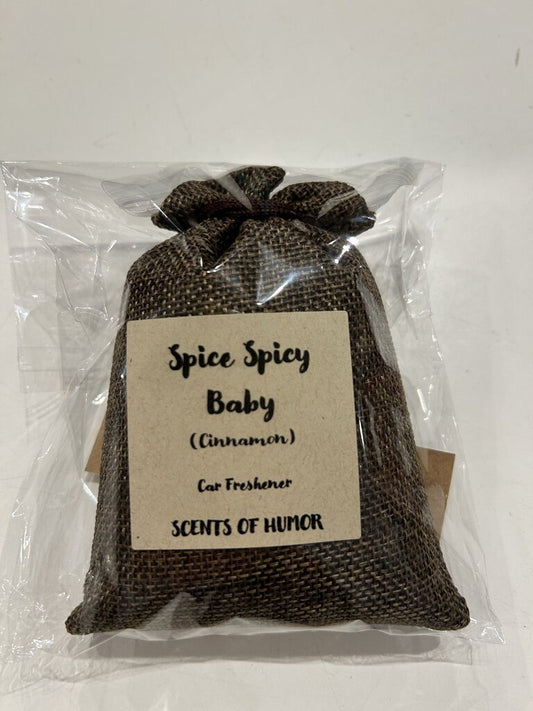 Spice Spicy
Baby
(Cinnamon)
Car Freshener
SCENTS OF HUMOR